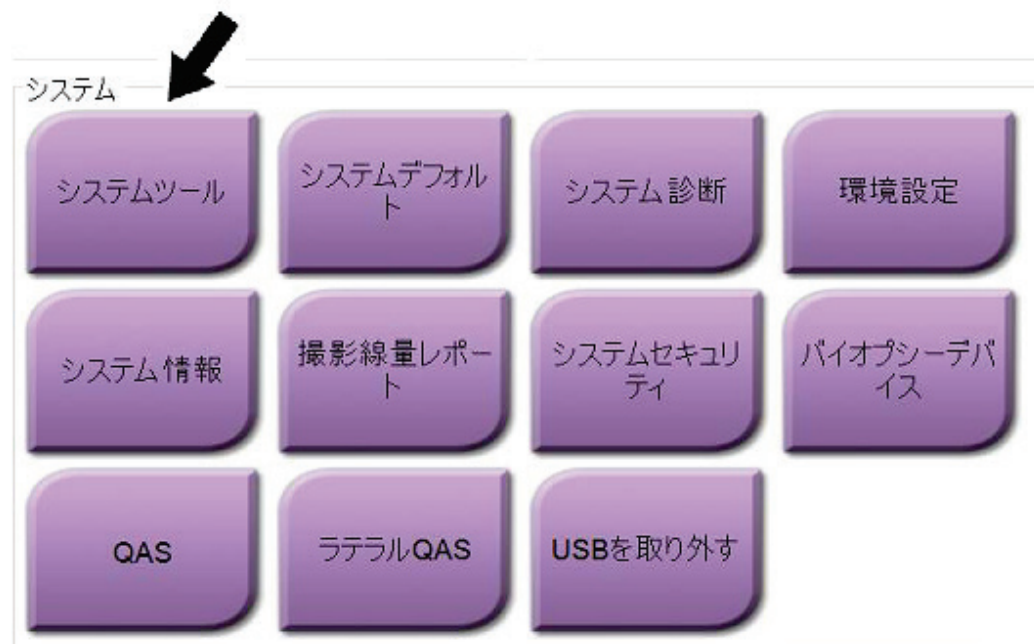 システム
システムツール
システムデフォル
ト
システム診断
環境設定
システム情報
撮影線量レポー
ト
システムセキュリ
ティ
バイオプシーデバ
イス
QAS
ラテラルQAS
USBを取り外す